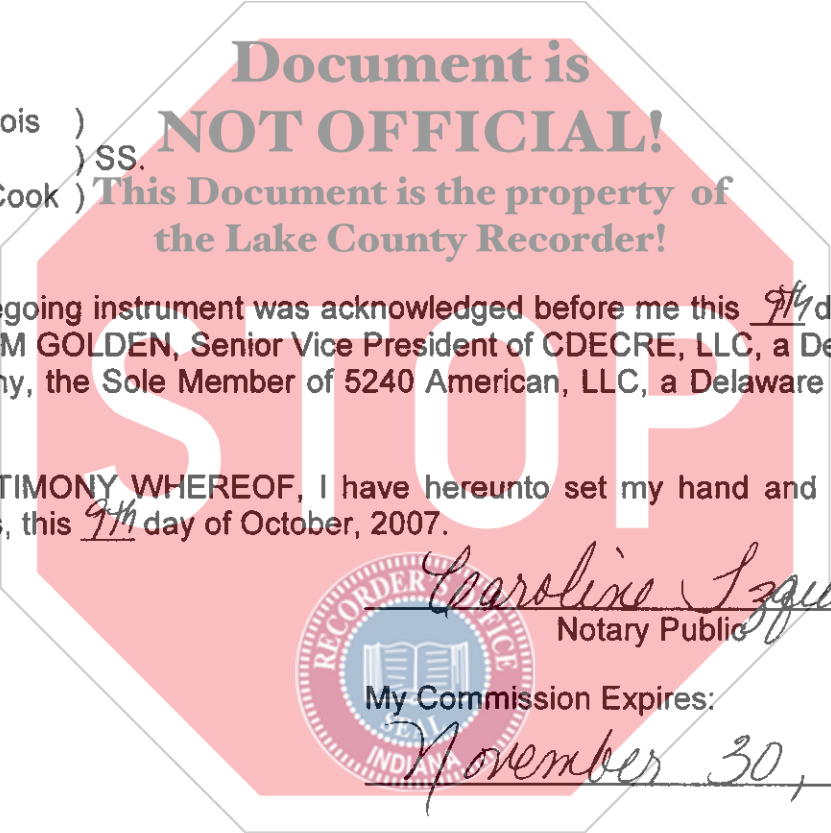 Document is
NOT OFFICIAL!
This Document is the property of
the Lake County Recorder!
ois )
) SS.
Cook )
egoing instrument was acknowledged before me this 9th d
M GOLDEN, Senior Vice President of CDECRE, LLC, a De
ny, the Sole Member of 5240 American, LLC, a Delaware
STOP
TIMONY WHEREOF, I have hereunto set my hand and
s, this 9th day of October, 2007.
Caroline Izqu
Notary Public
RECORDER'S OFFICE
SEAL
INDIANA
My Commission Expires:
November 30,